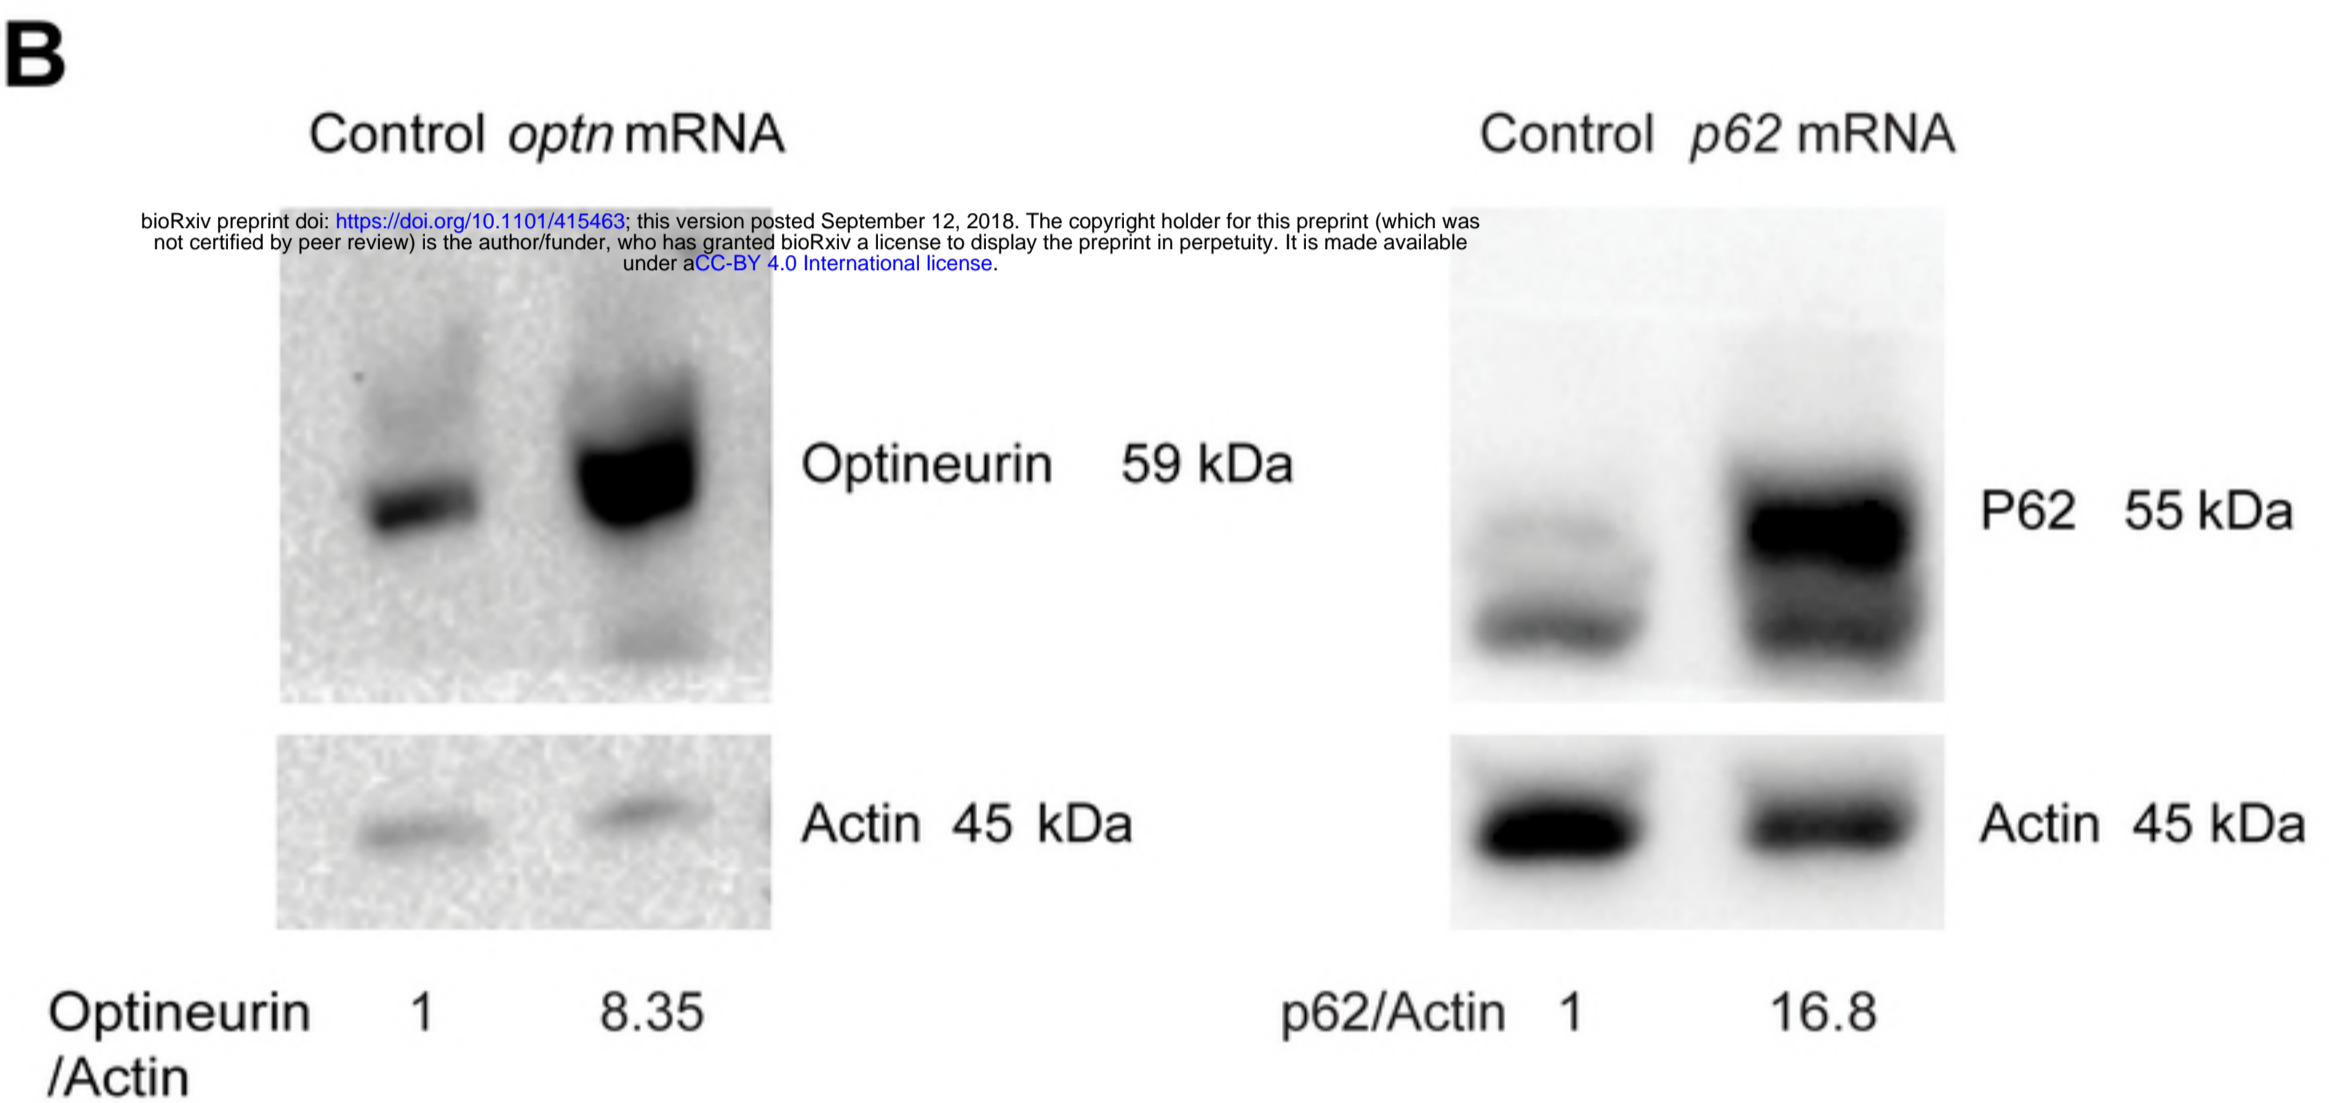 B
Control optn mRNA
Control p62 mRNA
bioRxiv preprint doi: https://doi.org/10.1101/415463; this version posted September 12, 2018. The copyright holder for this preprint (which was
not certified by peer review) is the author/funder, who has granted bioRxiv a license to display the preprint in perpetuity. It is made available
under aCC-BY 4.0 International license.
Optineurin 59 kDa
P62 55 kDa
Actin 45 kDa
Actin 45 kDa
Optineurin 1 8.35
/Actin
p62/Actin 1 16.8